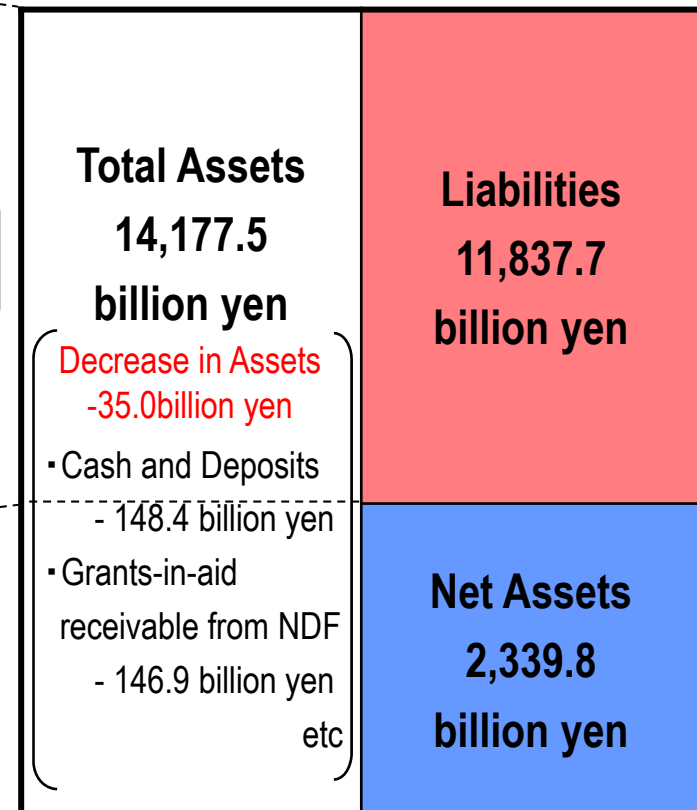 Total Assets
14,177.5
billion yen
Decrease in Assets
-35.0billion yen
・Cash and Deposits
- 148.4 billion yen
・Grants-in-aid
receivable from NDF
- 146.9 billion yen
etc
Liabilities
11,837.7
billion yen
Net Assets
2,339.8
billion yen